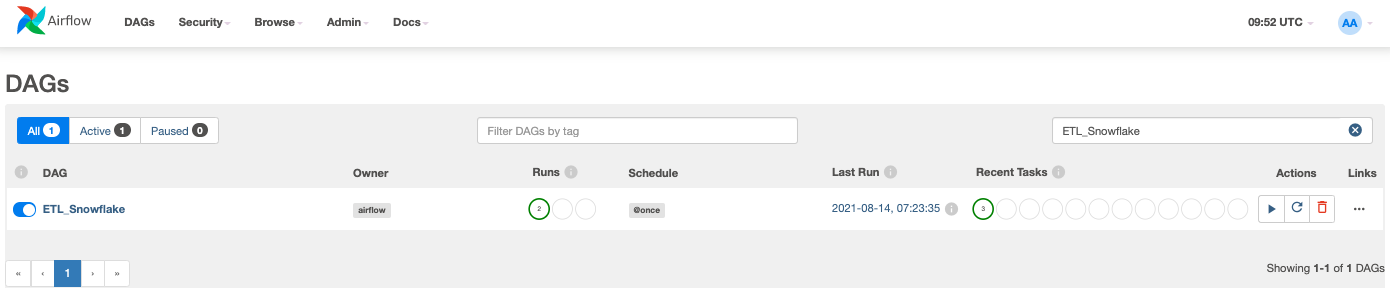 Airflow DAGs Security Browse Admin Docs 09:52 UTC AA
DAGs
All 1 Active 1 Paused 0 Filter DAGs by tag ETL_Snowflake
i DAG Owner Runs i Schedule Last Run i Recent Tasks i Actions Links
ETL_Snowflake airflow 2 @once 2021-08-14, 07:23:35 i 3 ...
« ‹ 1 › » Showing 1-1 of 1 DAGs